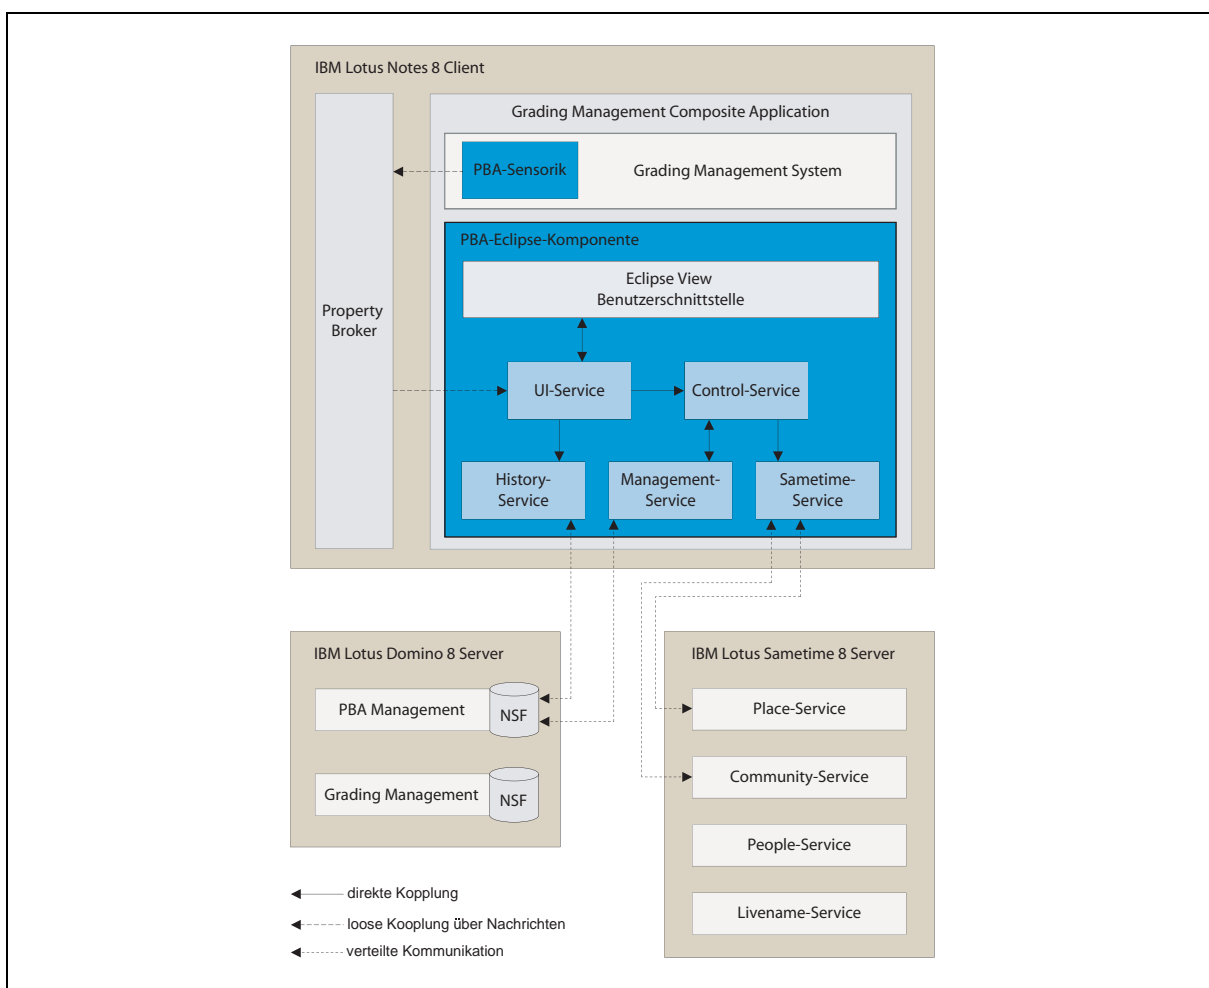 IBM Lotus Notes 8 Client
Grading Management Composite Application
PBA-Sensorik
Grading Management System
PBA-Eclipse-Komponente
Eclipse View
Benutzerschnittstelle
Property
Broker
UI-Service
Control-Service
History-
Service
Management-
Service
Sametime-
Service
IBM Lotus Domino 8 Server
PBA Management
NSF
Grading Management
NSF
IBM Lotus Sametime 8 Server
Place-Service
Community-Service
People-Service
Livename-Service
direkte Kopplung
loose Kooplung über Nachrichten
verteilte Kommunikation